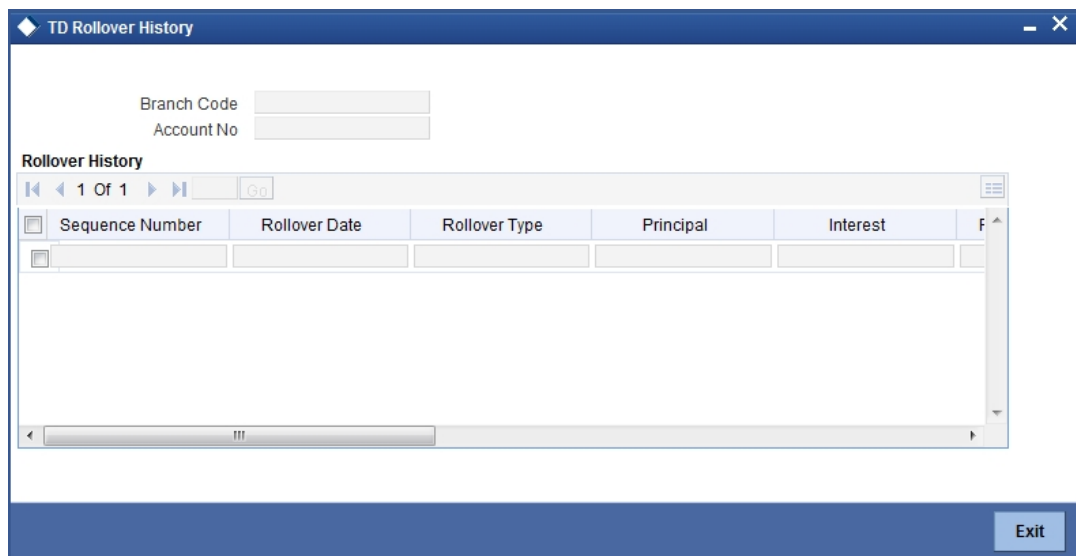 TD Rollover History
Branch Code
Account No
Rollover History
1 Of 1 Go
Sequence Number Rollover Date Rollover Type Principal Interest
Exit